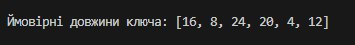 Ймовірні довжини ключа: [16, 8, 24, 20, 4, 12]